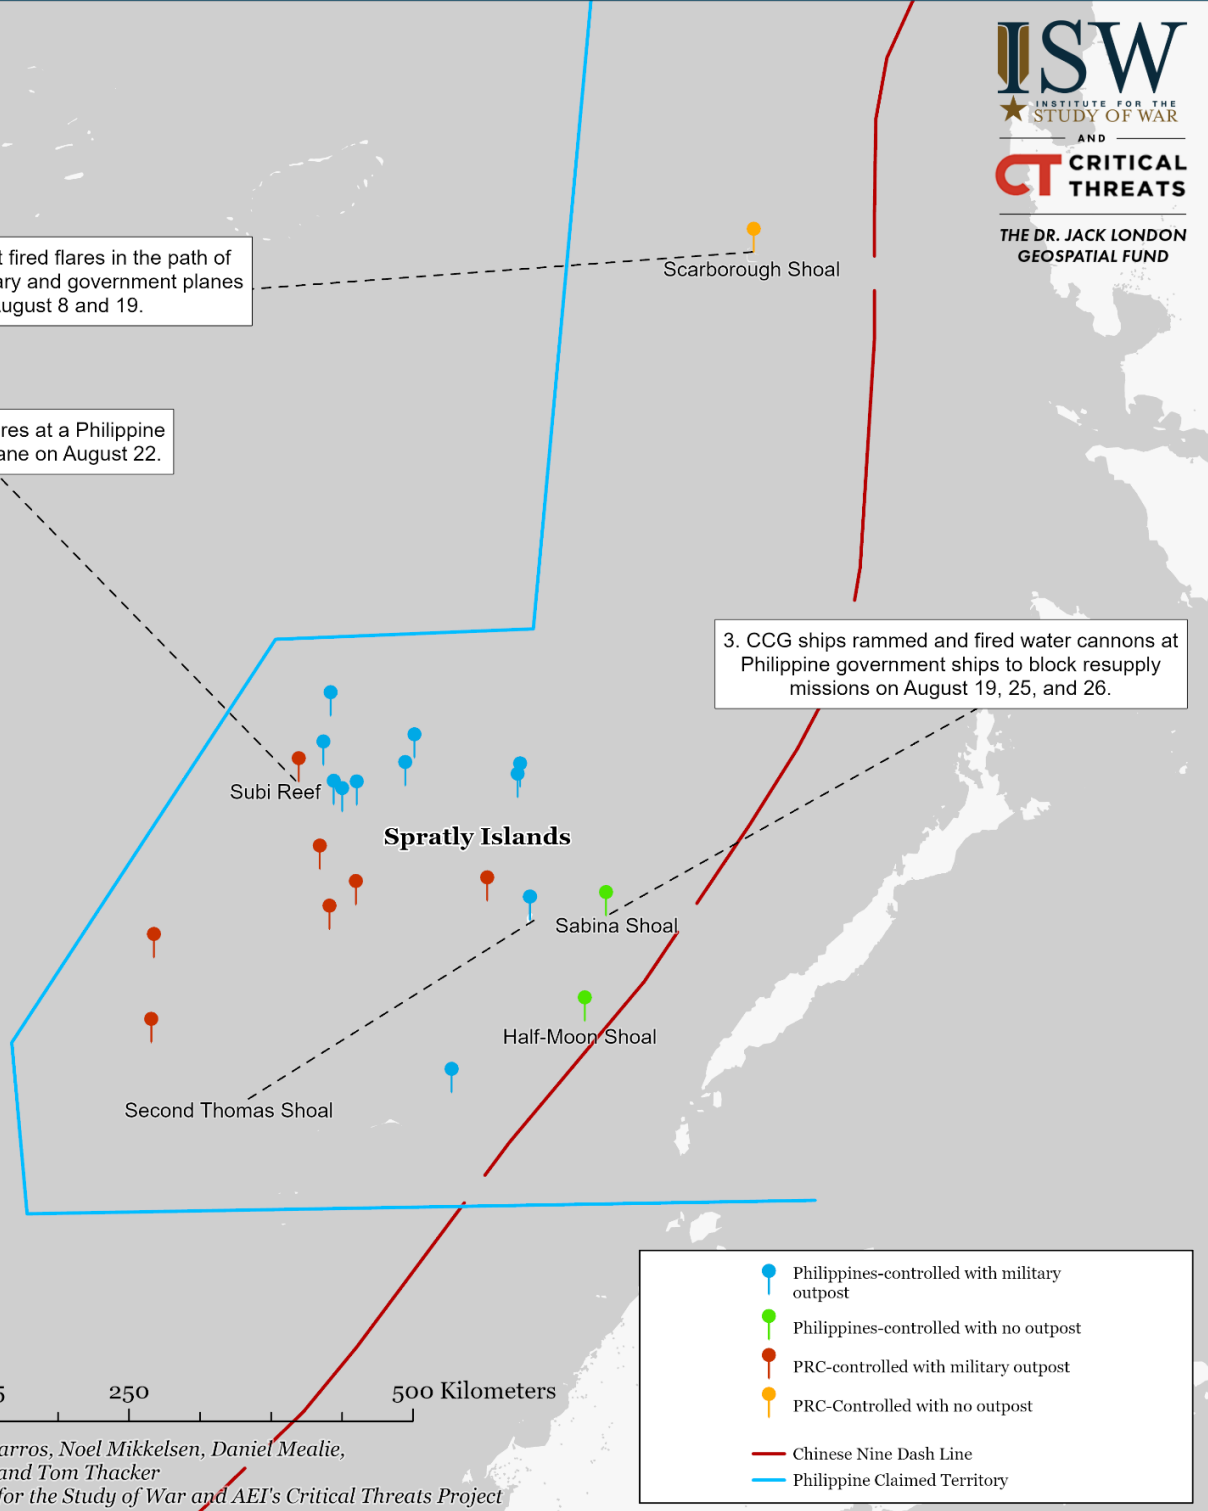 ISW
INSTITUTE FOR THE
STUDY OF WAR
AND
CT CRITICAL
THREATS
THE DR. JACK LONDON
GEOSPATIAL FUND
fired flares in the path of
ary and government planes
ugust 8 and 19.
Scarborough Shoal
res at a Philippine
ane on August 22.
3. CCG ships rammed and fired water cannons at
Philippine government ships to block resupply
missions on August 19, 25, and 26.
Subi Reef
Spratly Islands
Sabina Shoal
Half-Moon Shoal
Second Thomas Shoal
Philippines-controlled with military
outpost
Philippines-controlled with no outpost
PRC-controlled with military outpost
PRC-Controlled with no outpost
Chinese Nine Dash Line
Philippine Claimed Territory
5 250 500 Kilometers
arros, Noel Mikkelsen, Daniel Mealie,
and Tom Thacker
for the Study of War and AEI's Critical Threats Project